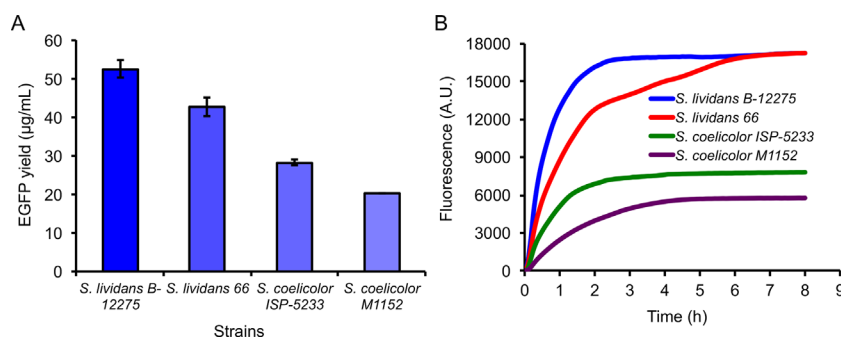 A
EGFP yield (µg/mL)
60
50
40
30
20
10
0
S. lividans B-
12275
S. lividans 66
S. coelicolor
ISP-5233
S. coelicolor
M1152
Strains
B
Fluorescence (A.U.)
18000
15000
12000
9000
6000
3000
0
S. lividans B-12275
S. lividans 66
S. coelicolor ISP-5233
S. coelicolor M1152
0 1 2 3 4 5 6 7 8 9
Time (h)